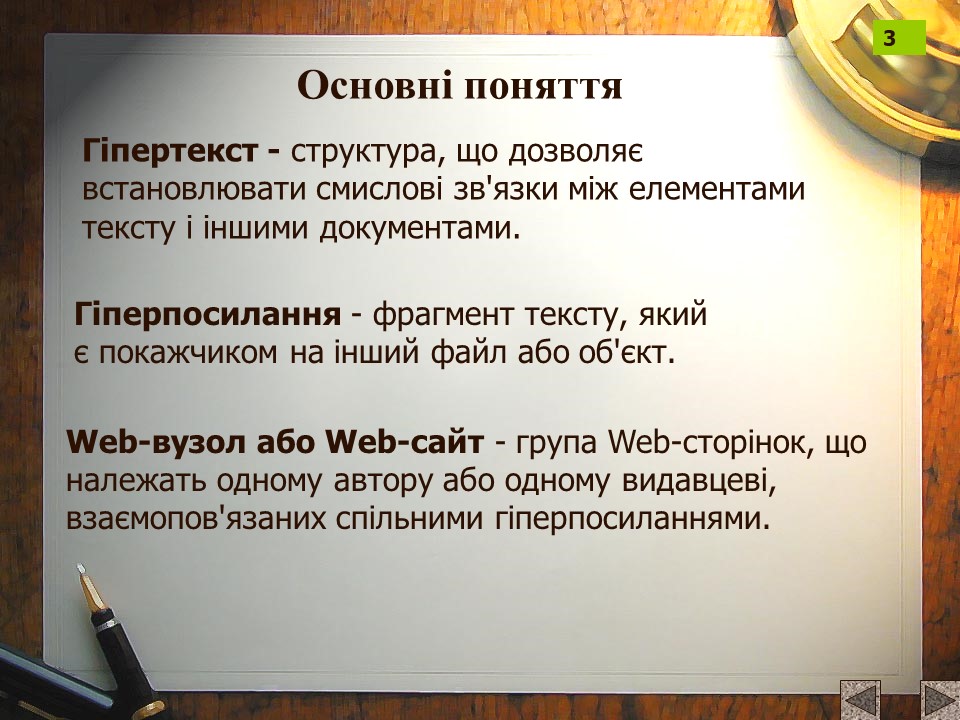 3
Основні поняття
Гіпертекст - структура, що дозволяє
встановлювати смислові зв'язки між елементами
тексту і іншими документами.
Гіперпосилання - фрагмент тексту, який
є покажчиком на інший файл або об'єкт.
Web-вузол або Web-сайт - група Web-сторінок, що
належать одному автору або одному видавцеві,
взаємопов'язаних спільними гіперпосиланнями.